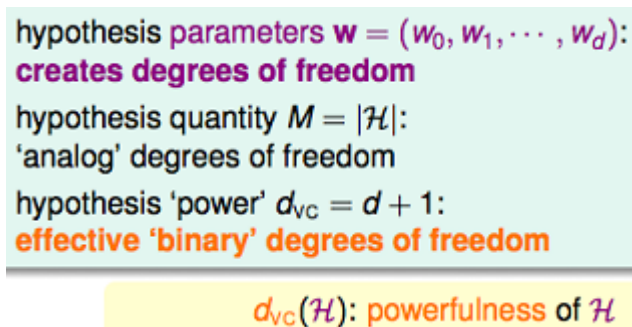 hypothesis parameters w = (w₀, w₁, ⋯ , w_d):
creates degrees of freedom
hypothesis quantity M = |ℋ|:
‘analog’ degrees of freedom
hypothesis ‘power’ d_VC = d + 1:
effective ‘binary’ degrees of freedom
d_VC(ℋ): powerfulness of ℋ